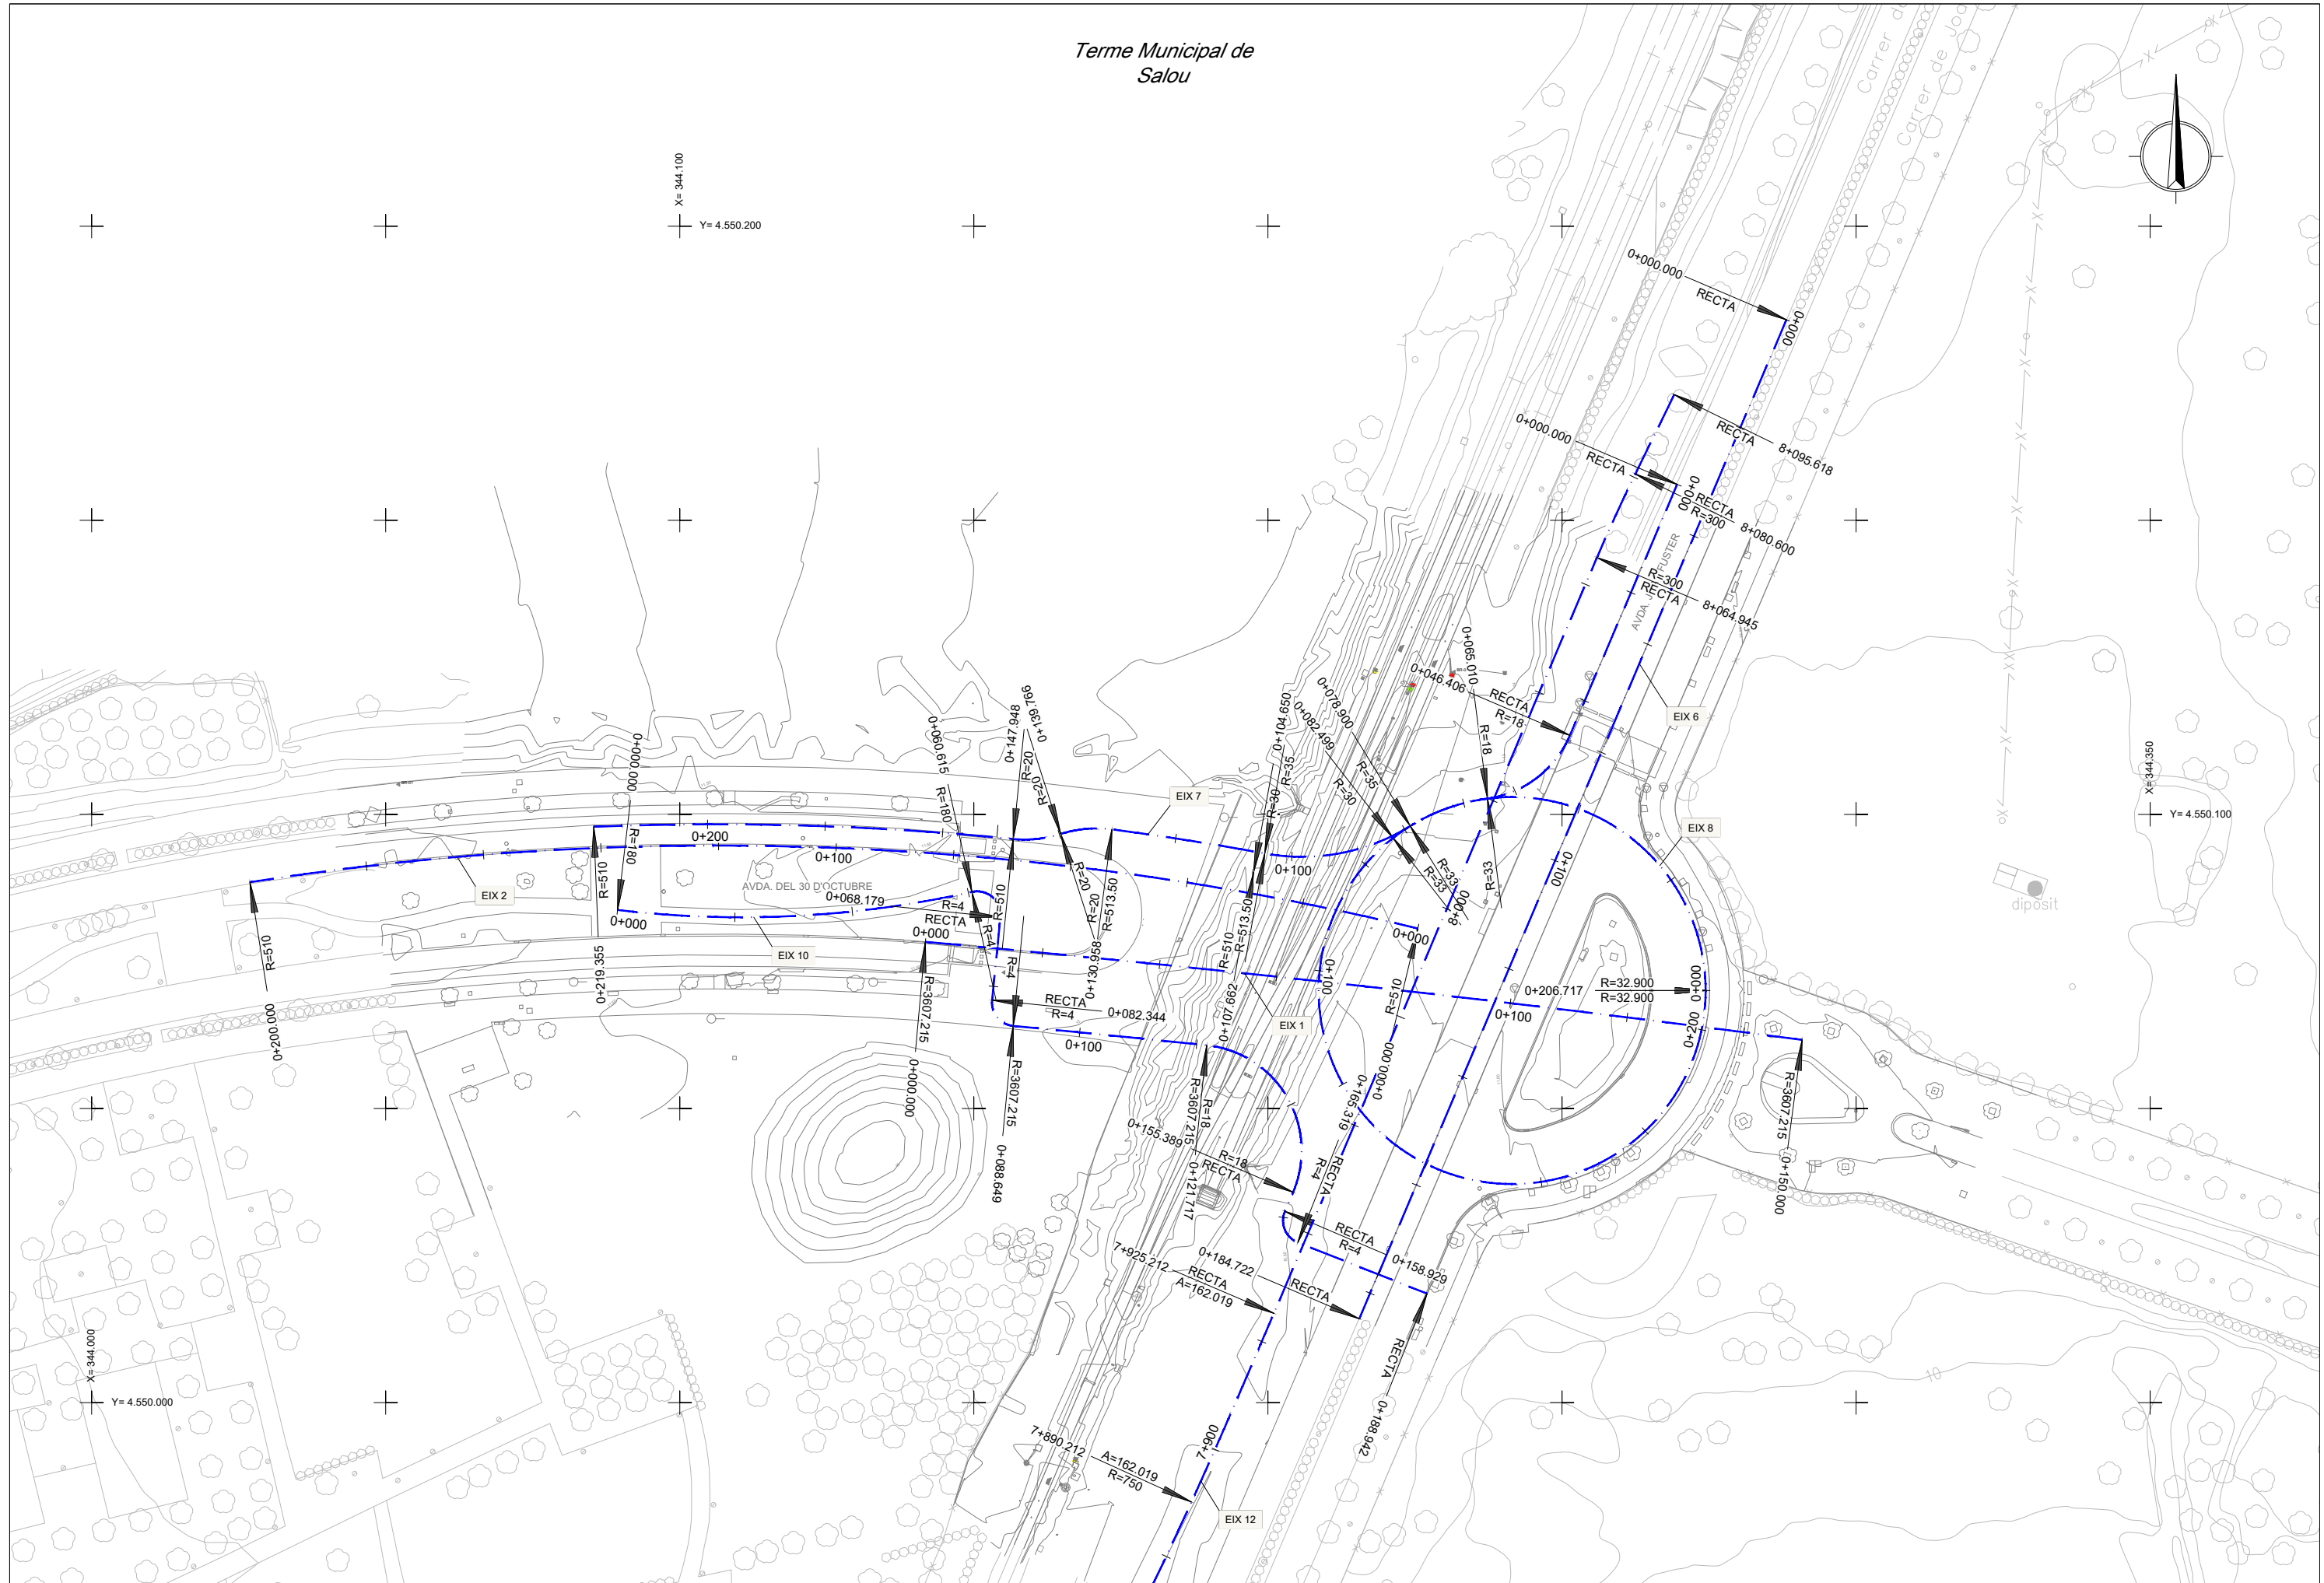 Terme Municipal de
Salou
Carrer de
Carrer de Jo
X= 344.100
Y= 4.550.200
0+000.000
RECTA
0+000
RECTA
8+095.618
0+000.000
RECTA
0+000
RECTA
R=300
8+080.600
AVDA. J. FUSTER
R=300
RECTA
8+064.945
0+065.010
0+046.406
RECTA
R=18
R=18
R=33
0+078.900
R=35
R=33
0+082.499
R=30
R=33
0+104.650
R=35
R=30
EIX 6
X=344.350
Y= 4.550.100
EIX 8
EIX 7
0+139.766
R=20
R=20
0+147.948
R=20
R=510
0+060.615
R=180
R=4
0+000.000
R=180
0+200
0+100
AVDA. DEL 30 D'OCTUBRE
0+068.179
R=4
RECTA
0+000
0+000
EIX 2
EIX 10
R=510
0+219.355
R=510
0+200.000
R=513.50
R=20
0+130.958
0+100
R=513.50
R=510
0+107.662
8+000
0+000
0+100
0+100
R=510
0+000.000
dipòsit
R=32.900
R=32.900
0+206.717
0+000
0+200
0+100
RECTA
R=4
0+082.344
R=4
0+100
EIX 1
R=3607.215
0+000.000
R=3607.215
0+088.649
R=3607.215
R=18
0+121.717
0+155.389
R=18
RECTA
0+165.319
RECTA
R=4
R=3607.215
0+150.000
RECTA
R=4
0+158.929
7+925.212
RECTA
A=162.019
0+184.722
RECTA
RECTA
0+188.942
X= 344.000
Y= 4.550.000
10
7+900
7+890.212
A=162.019
R=750
EIX 12